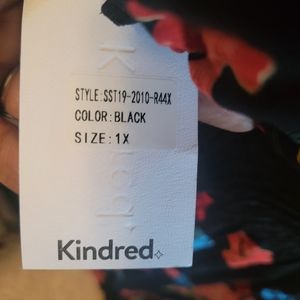 STYLE:SST19-2010-R44X
COLOR:BLACK
SIZE:1X
Kindred